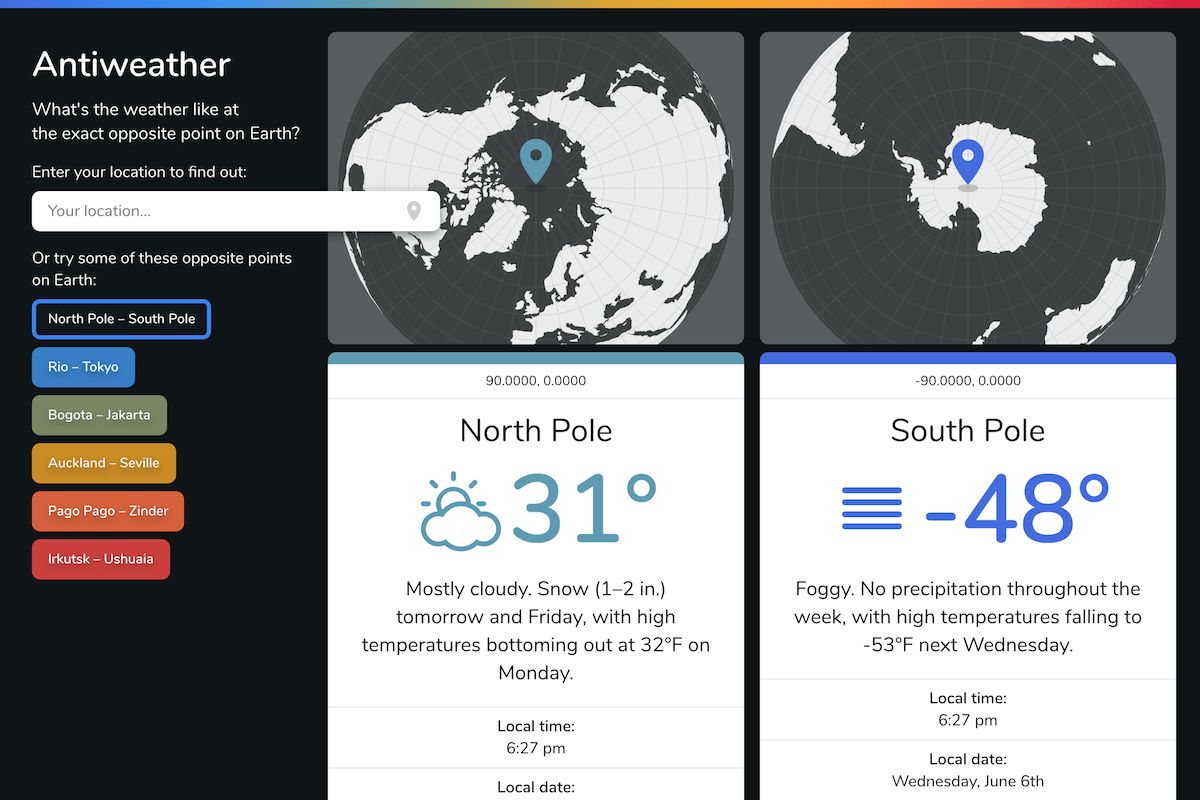 Antiweather
What's the weather like at
the exact opposite point on Earth?
Enter your location to find out:
Your location...
Or try some of these opposite points
on Earth:
North Pole – South Pole
Rio – Tokyo
Bogota – Jakarta
Auckland – Seville
Pago Pago – Zinder
Irkutsk – Ushuaia
90.0000, 0.0000
North Pole
31°
Mostly cloudy. Snow (1–2 in.)
tomorrow and Friday, with high
temperatures bottoming out at 32°F on
Monday.
Local time:
6:27 pm
Local date:
-90.0000, 0.0000
South Pole
-48°
Foggy. No precipitation throughout the
week, with high temperatures falling to
-53°F next Wednesday.
Local time:
6:27 pm
Local date:
Wednesday, June 6th